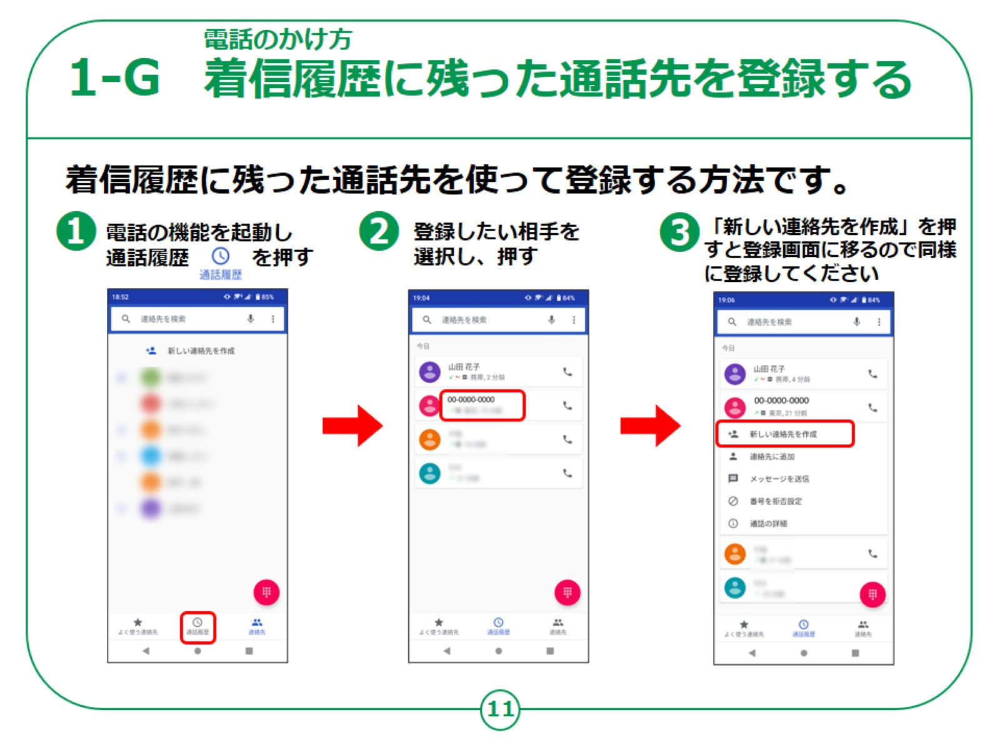 電話のかけ方
1-G 着信履歴に残った通話先を登録する
着信履歴に残った通話先を使って登録する方法です。
1 電話の機能を起動し
通話履歴 を押す
通話履歴
18:52 85%
連絡先を検索
新しい連絡先を作成
よく使う連絡先 通話履歴 連絡先
2 登録したい相手を
選択し、押す
19:04 84%
連絡先を検索
今日
山田 花子
携帯, 2 分前
00-0000-0000
よく使う連絡先 通話履歴 連絡先
3 「新しい連絡先を作成」を押
すと登録画面に移るので同様
に登録してください
19:06 84%
連絡先を検索
今日
山田 花子
携帯, 4 分前
00-0000-0000
東京, 21 分前
新しい連絡先を作成
連絡先に追加
メッセージを送信
番号を拒否設定
通話の詳細
よく使う連絡先 通話履歴 連絡先
11